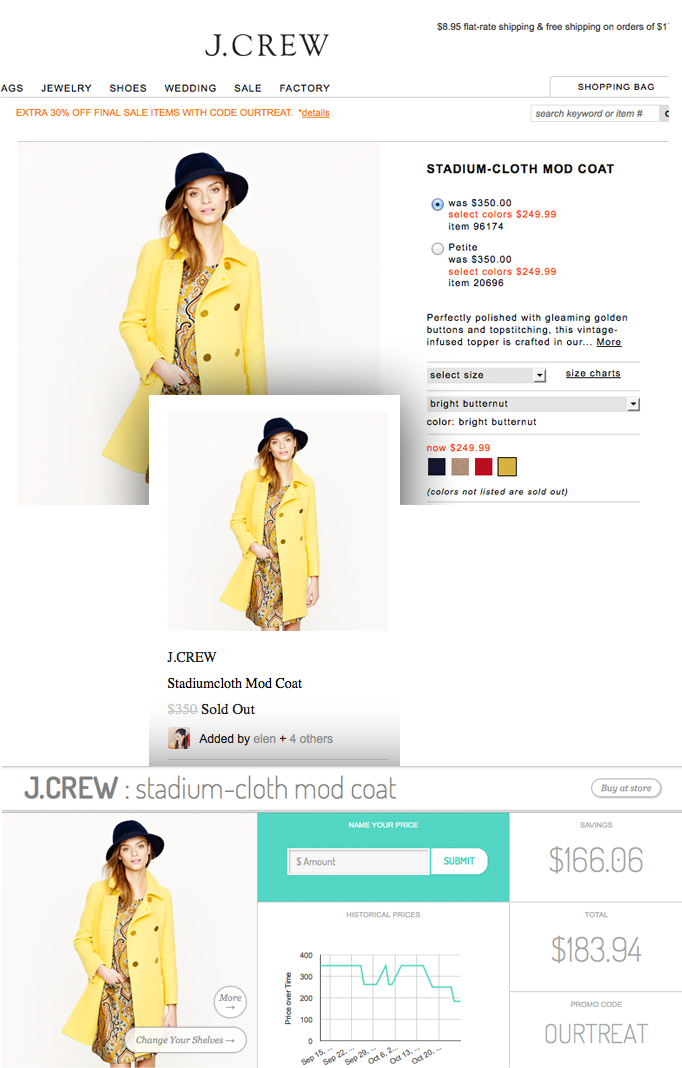 $8.95 flat-rate shipping & free shipping on orders of $1
J.CREW
AGS JEWELRY SHOES WEDDING SALE FACTORY
SHOPPING BAG
EXTRA 30% OFF FINAL SALE ITEMS WITH CODE OURTREAT. *details
search keyword or item #
STADIUM-CLOTH MOD COAT
was $350.00
select colors $249.99
item 96174
Petite
was $350.00
select colors $249.99
item 20696
Perfectly polished with gleaming golden
buttons and topstitching, this vintage-
infused topper is crafted in our... More
select size
size charts
bright butternut
color: bright butternut
now $249.99
(colors not listed are sold out)
J.CREW
Stadiumcloth Mod Coat
$350 Sold Out
Added by elen + 4 others
J.CREW : stadium-cloth mod coat
Buy at store
More →
Change Your Shelves →
NAME YOUR PRICE
$ Amount
SUBMIT
HISTORICAL PRICES
Price over Time
400
300
200
100
0
Sep 15, ...
Sep 22, ...
Sep 29, ...
Oct 6, 2...
Oct 13, ...
Oct 20, ...
SAVINGS
$166.06
TOTAL
$183.94
PROMO CODE
OURTREAT